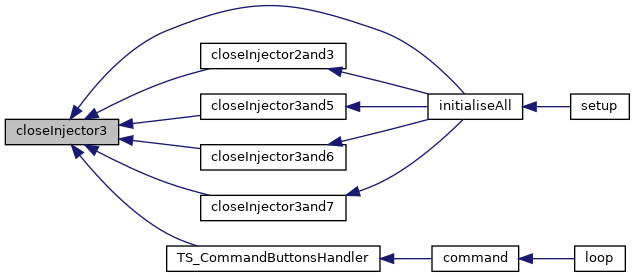 closeInjector3
closeInjector2and3
closeInjector3and5
closeInjector3and6
closeInjector3and7
TS_CommandButtonsHandler
initialiseAll
setup
command
loop